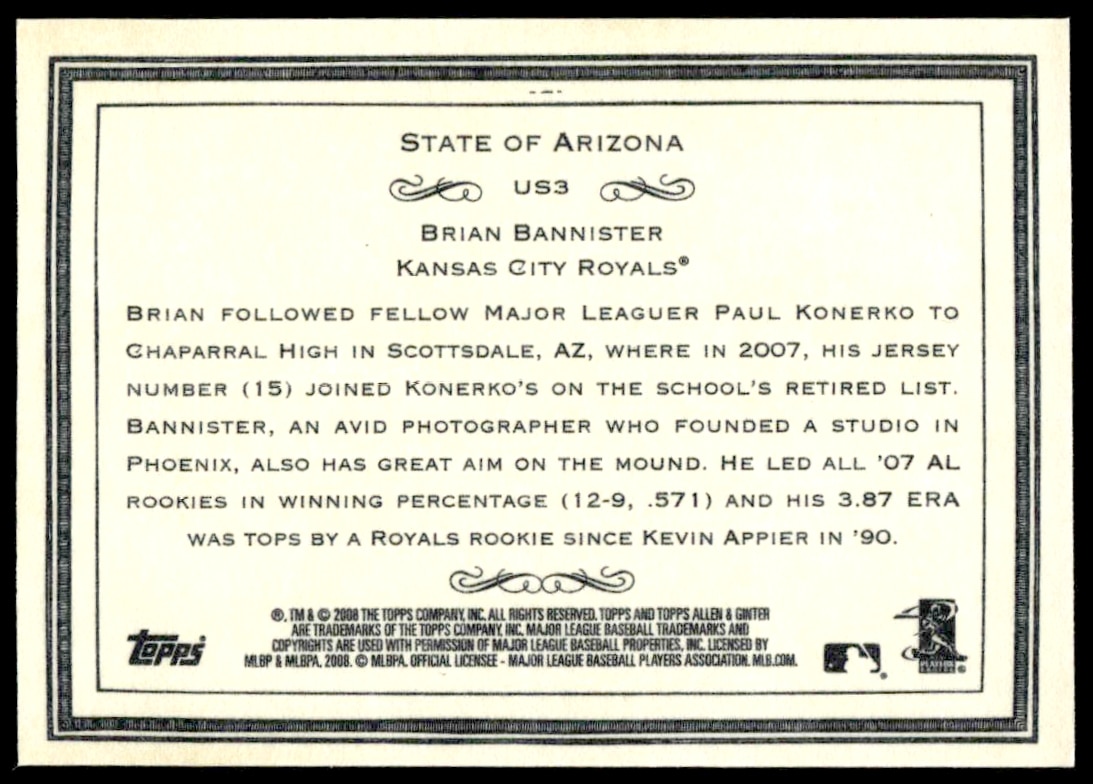 STATE OF ARIZONA
US3
BRIAN BANNISTER
KANSAS CITY ROYALS®
BRIAN FOLLOWED FELLOW MAJOR LEAGUER PAUL KONERKO TO
CHAPARRAL HIGH IN SCOTTSDALE, AZ, WHERE IN 2007, HIS JERSEY
NUMBER (15) JOINED KONERKO'S ON THE SCHOOL'S RETIRED LIST.
BANNISTER, AN AVID PHOTOGRAPHER WHO FOUNDED A STUDIO IN
PHOENIX, ALSO HAS GREAT AIM ON THE MOUND. HE LED ALL '07 AL
ROOKIES IN WINNING PERCENTAGE (12-9, .571) AND HIS 3.87 ERA
WAS TOPS BY A ROYALS ROOKIE SINCE KEVIN APPIER IN '90.
®, TM & © 2008 THE TOPPS COMPANY, INC. ALL RIGHTS RESERVED. TOPPS AND TOPPS ALLEN & GINTER
ARE TRADEMARKS OF THE TOPPS COMPANY, INC. MAJOR LEAGUE BASEBALL TRADEMARKS AND
COPYRIGHTS ARE USED WITH PERMISSION OF MAJOR LEAGUE BASEBALL PROPERTIES, INC. LICENSED BY
MLBP & MLBPA, 2008. © MLBPA. OFFICIAL LICENSEE - MAJOR LEAGUE BASEBALL PLAYERS ASSOCIATION. MLB.COM.
topps®
PLAYERS